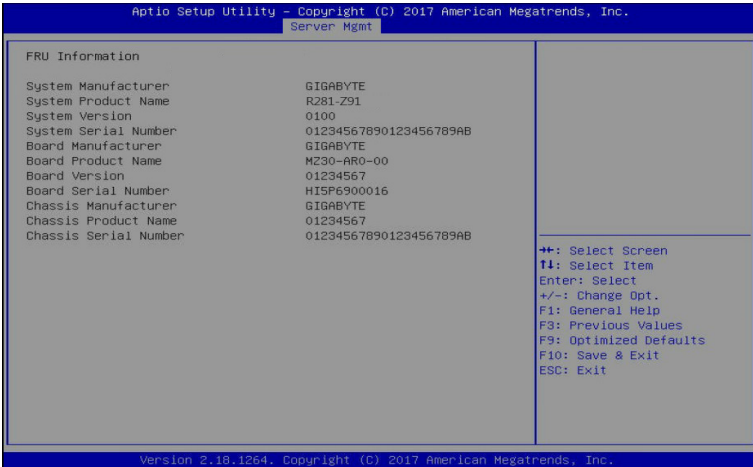 Aptio Setup Utility – Copyright (C) 2017 American Megatrends, Inc.
Server Mgmt
FRU Information
System Manufacturer GIGABYTE
System Product Name R281-Z91
System Version 0100
System Serial Number 01234567890123456789AB
Board Manufacturer GIGABYTE
Board Product Name MZ30-AR0-00
Board Version 01234567
Board Serial Number HI5P6900016
Chassis Manufacturer GIGABYTE
Chassis Product Name 01234567
Chassis Serial Number 01234567890123456789AB
→←: Select Screen
↑↓: Select Item
Enter: Select
+/-: Change Opt.
F1: General Help
F3: Previous Values
F9: Optimized Defaults
F10: Save & Exit
ESC: Exit
Version 2.18.1264. Copyright (C) 2017 American Megatrends, Inc.